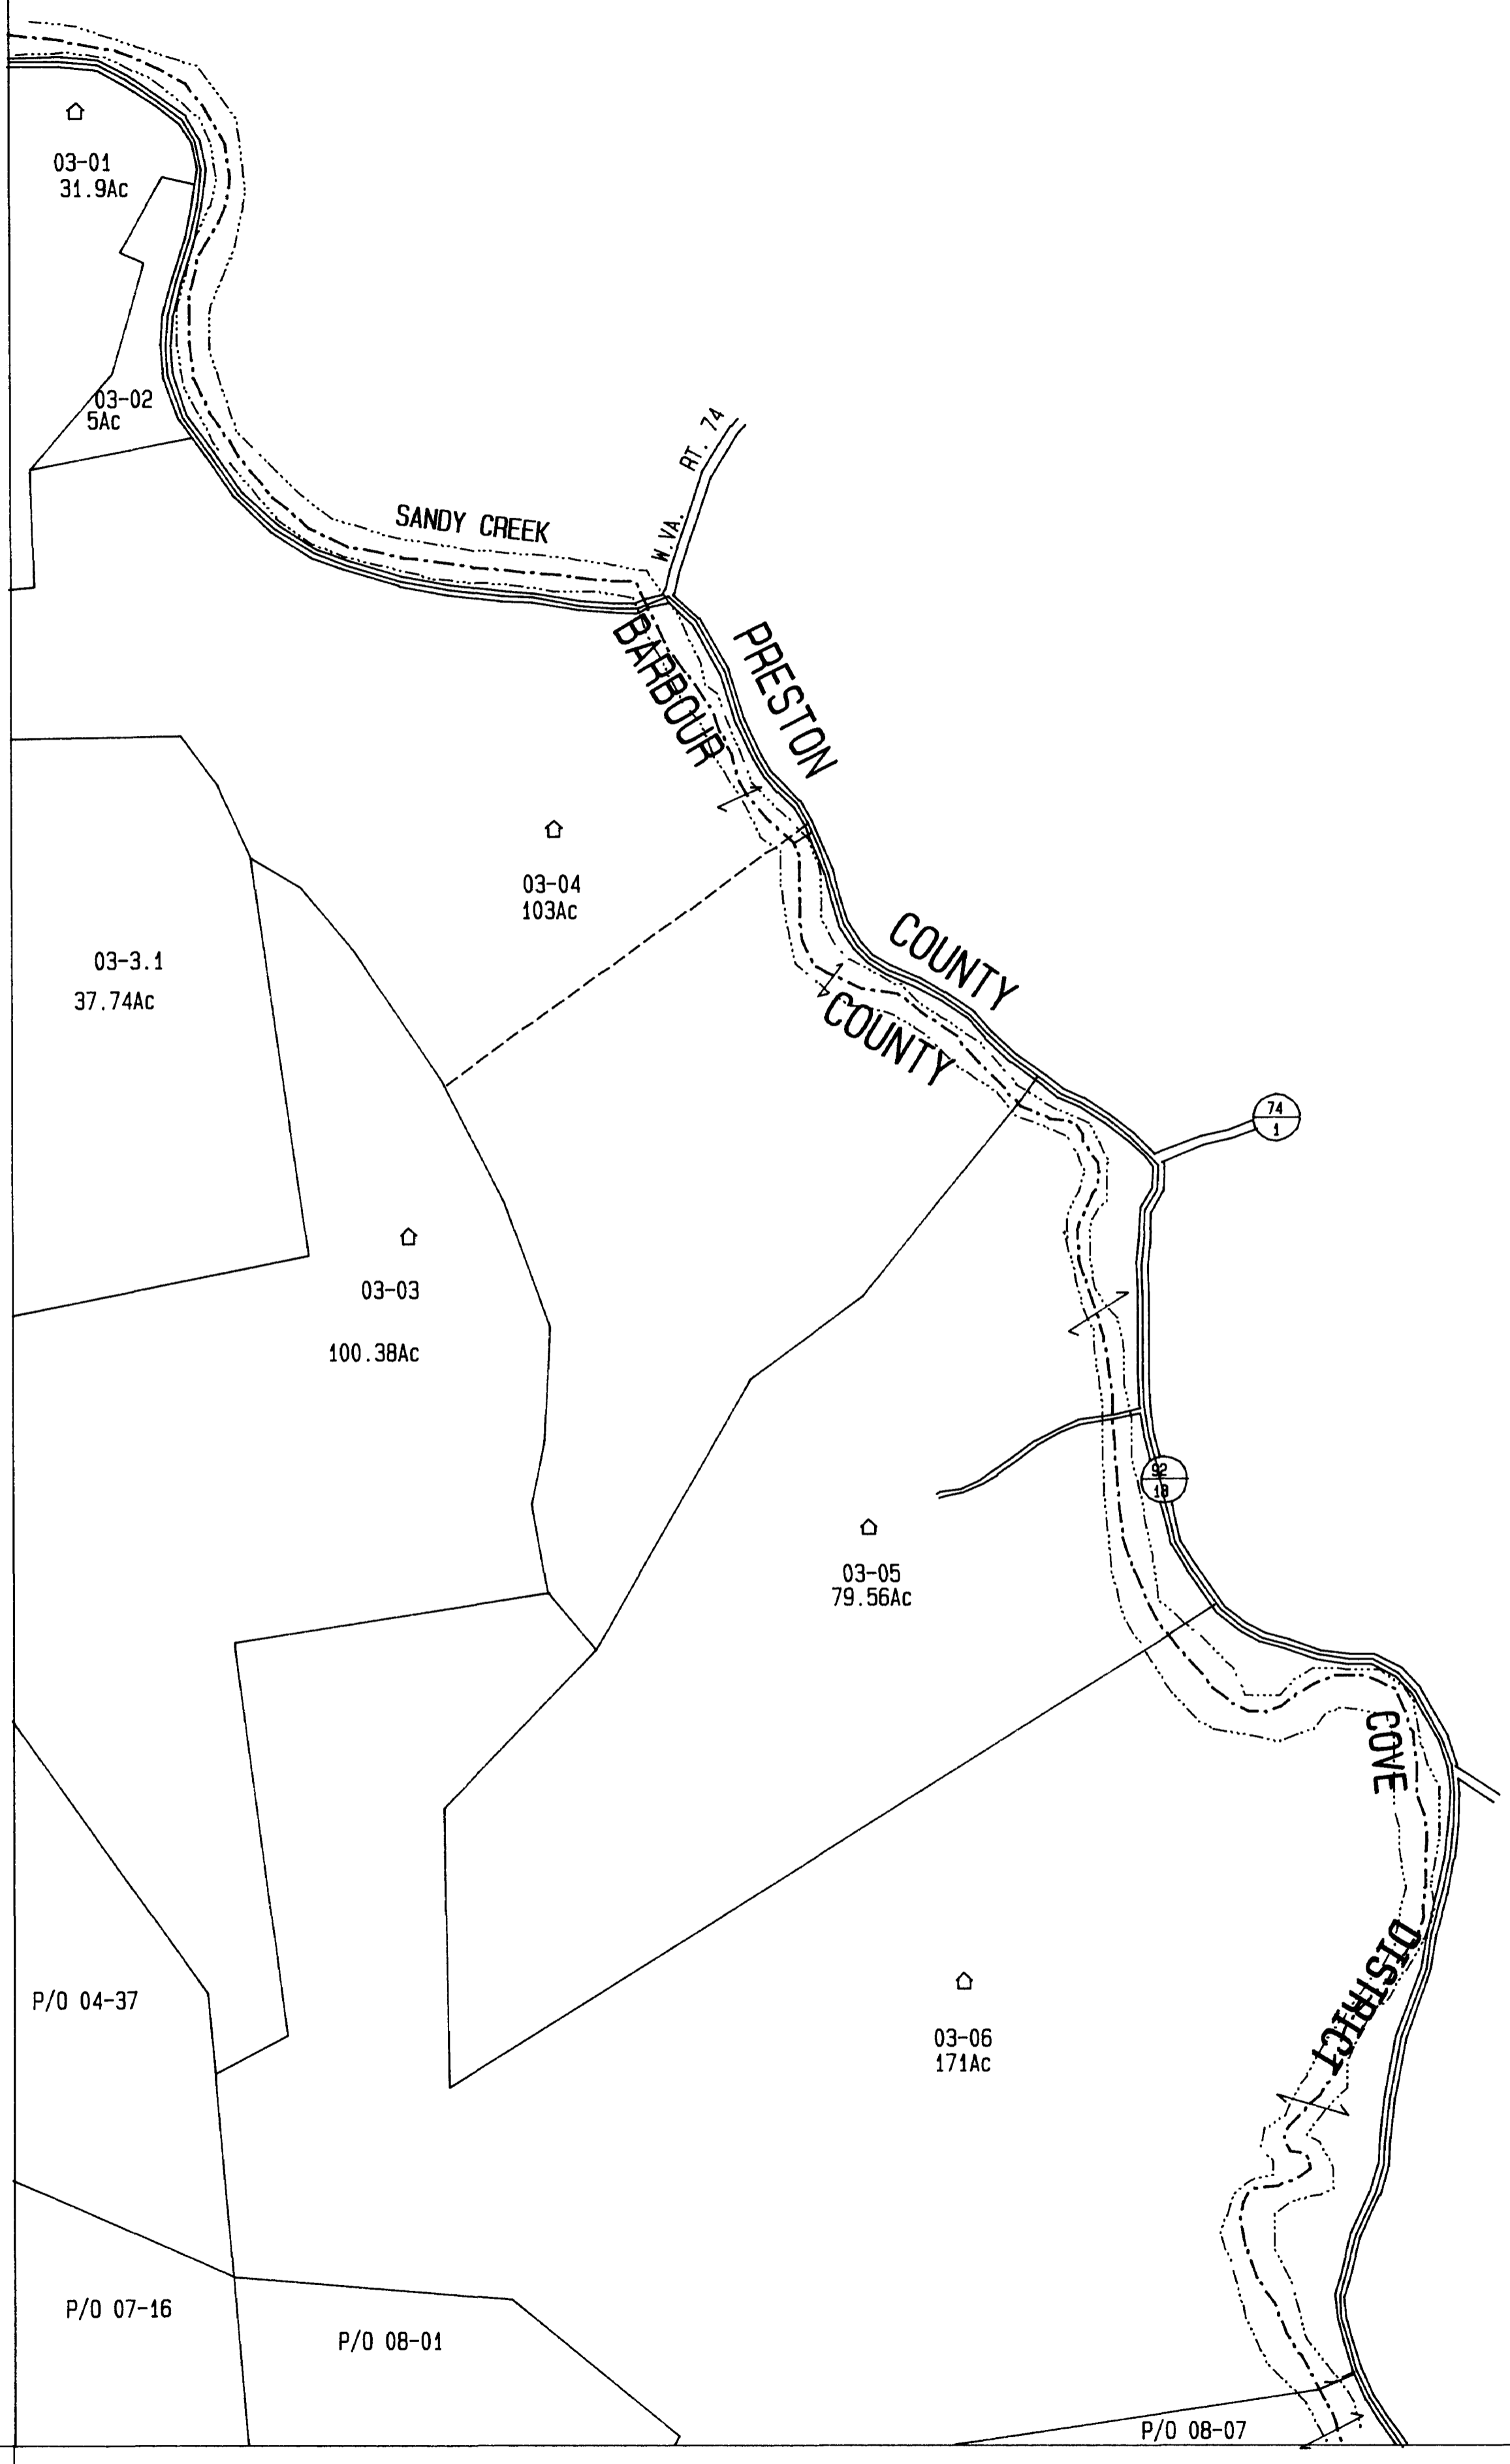 03-01
31.9Ac
03-02
5Ac
RT. 74
W.VA.
SANDY CREEK
BARBOUR
PRESTON
03-04
103Ac
COUNTY
COUNTY
03-3.1
37.74Ac
74
1
03-03
100.38Ac
92
18
03-05
79.56Ac
COVE
DISTRICT
P/O 04-37
03-06
171Ac
P/O 07-16
P/O 08-01
P/O 08-07